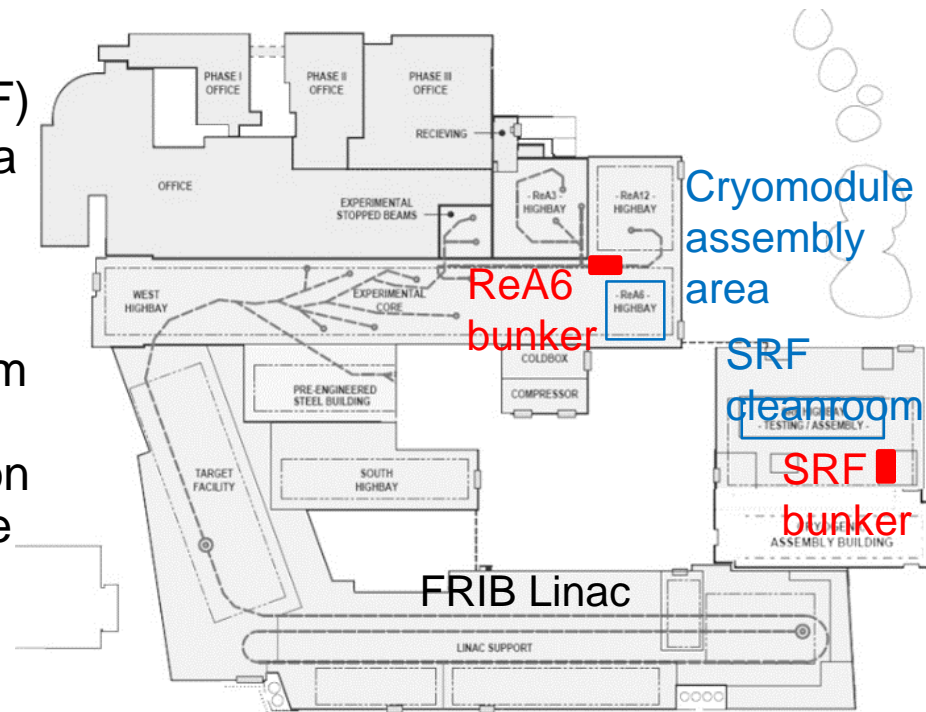 F)
a
m
on
e
PHASE I
OFFICE
PHASE II
OFFICE
PHASE III
OFFICE
RECIEVING
OFFICE
EXPERIMENTAL
STOPPED BEAMS
- ReA3 -
HIGHBAY
- ReA12 -
HIGHBAY
Cryomodule
assembly
area
WEST
HIGHBAY
EXPERIMENTAL
CORE
ReA6
bunker
- ReA6 -
HIGHBAY
COLDBOX
COMPRESSOR
PRE-ENGINEERED
STEEL BUILDING
SRF
cleanroom
HIGHBAY
- TESTING / ASSEMBLY -
TARGET
FACILITY
SOUTH
HIGHBAY
SRF
bunker
ASSEMBLY BUILDING
FRIB Linac
LINAC SUPPORT